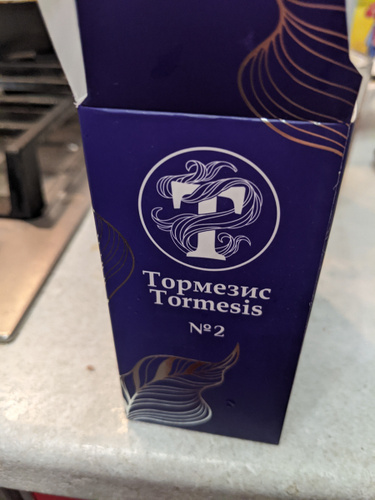 T
Тормезис
Tormesis
№2